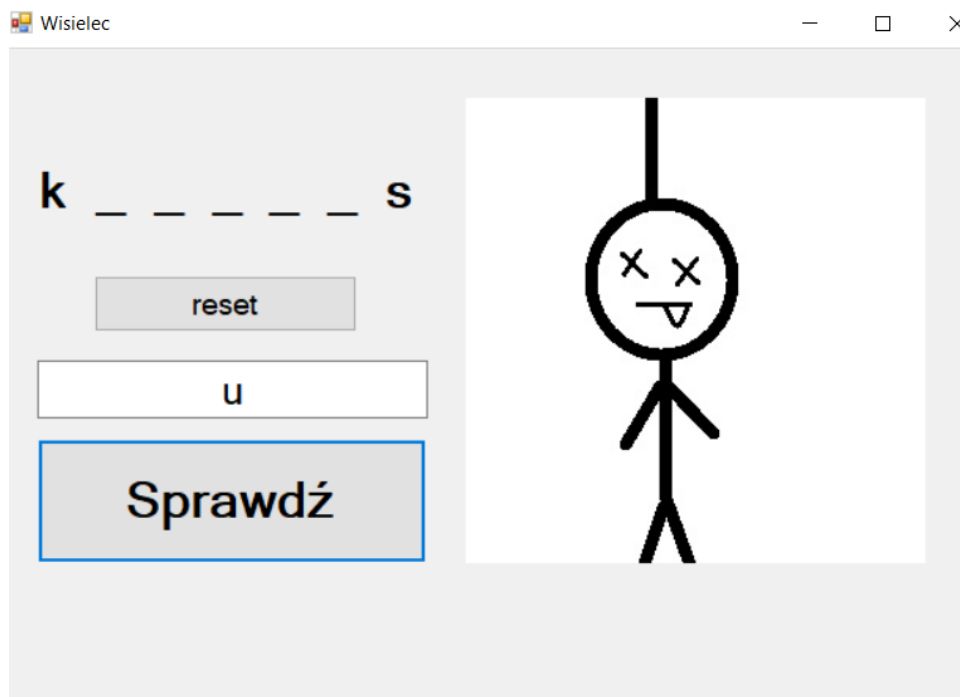 Wisielec
k _ _ _ _ _ s
reset
u
Sprawdź